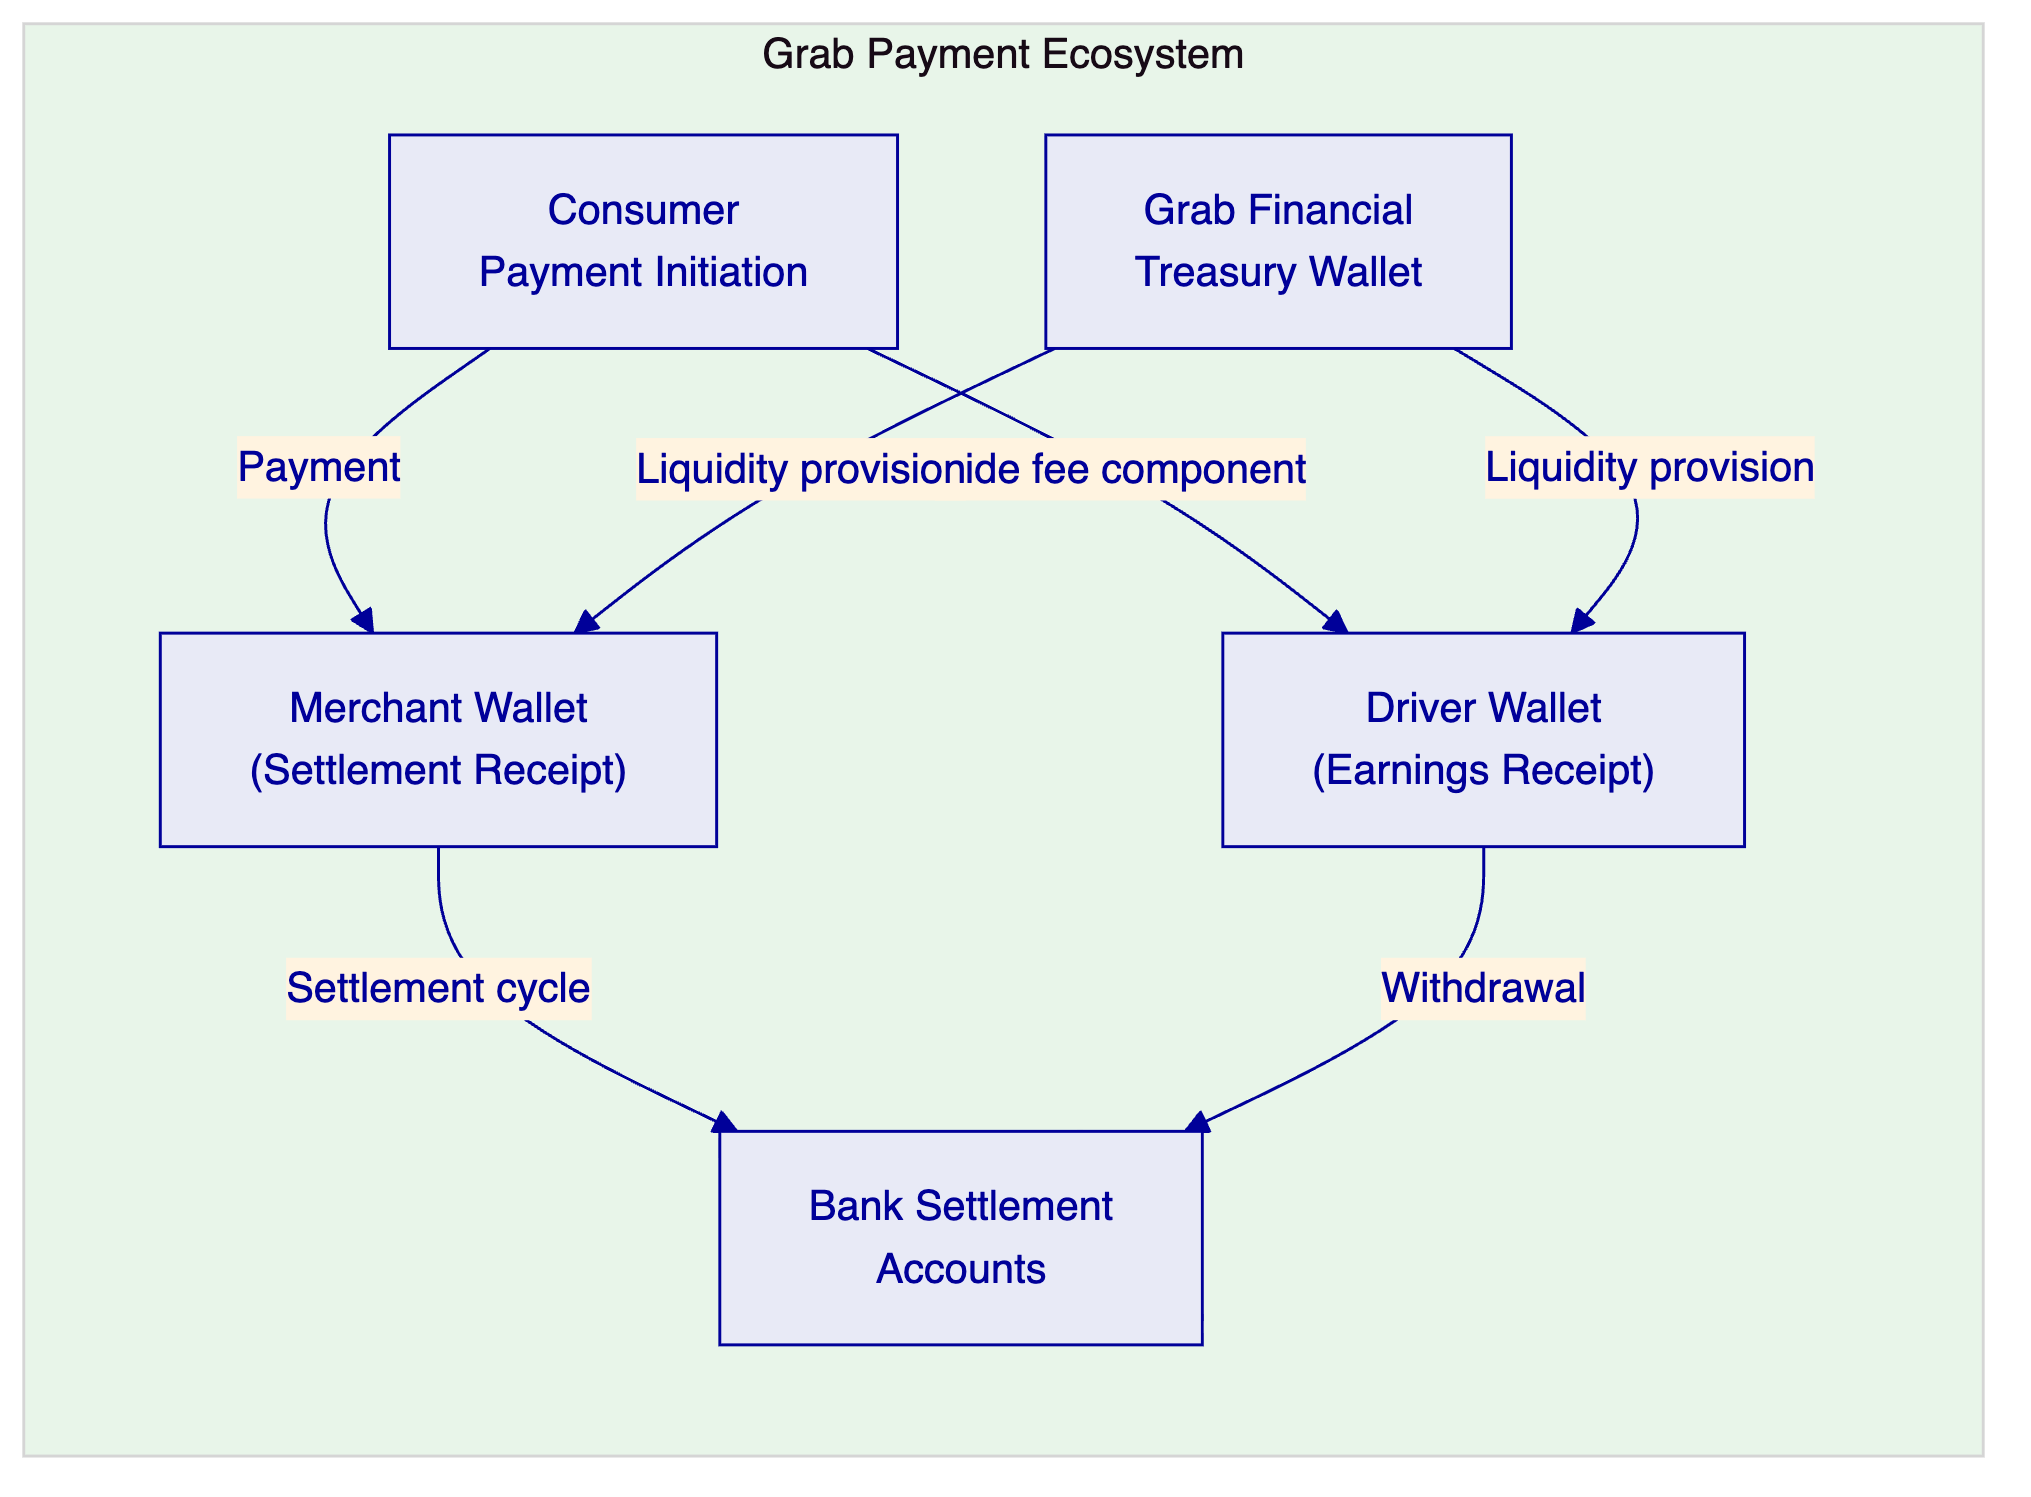 Grab Payment Ecosystem
Consumer
Payment Initiation
Grab Financial
Treasury Wallet
Payment
Liquidity provisionide fee component
Liquidity provision
Merchant Wallet
(Settlement Receipt)
Driver Wallet
(Earnings Receipt)
Settlement cycle
Withdrawal
Bank Settlement
Accounts